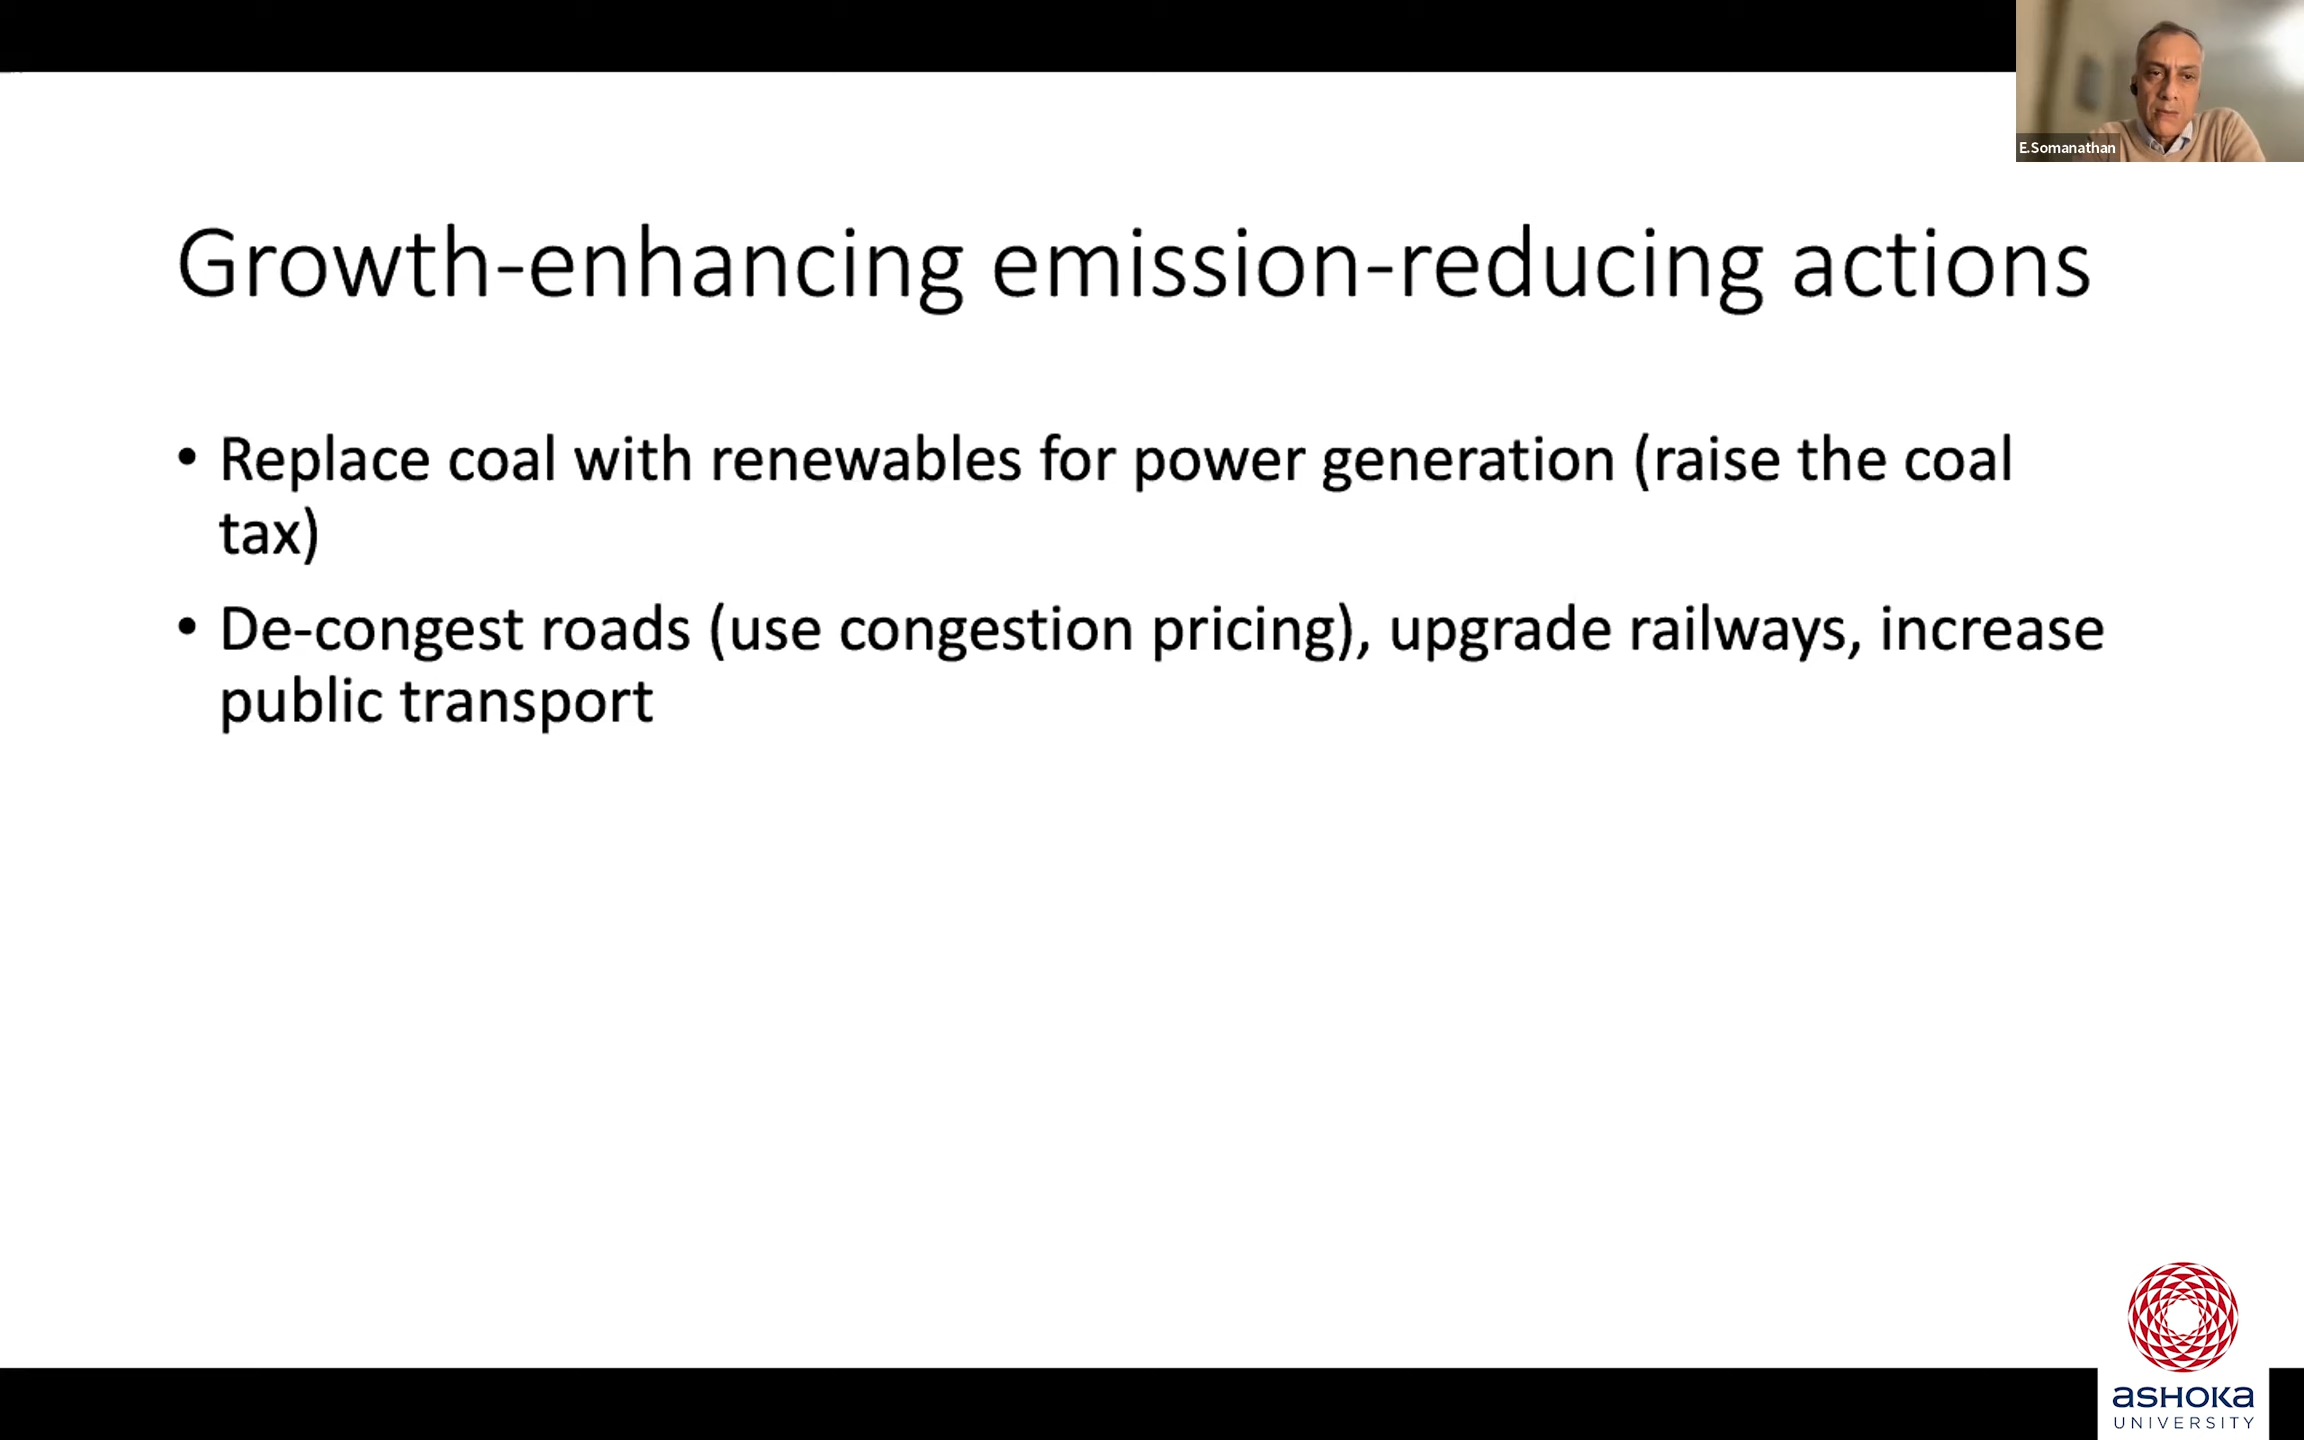 E.Somanathan
Growth-enhancing emission-reducing actions
• Replace coal with renewables for power generation (raise the coal
tax)
• De-congest roads (use congestion pricing), upgrade railways, increase
public transport
ASHOKA
UNIVERSITY